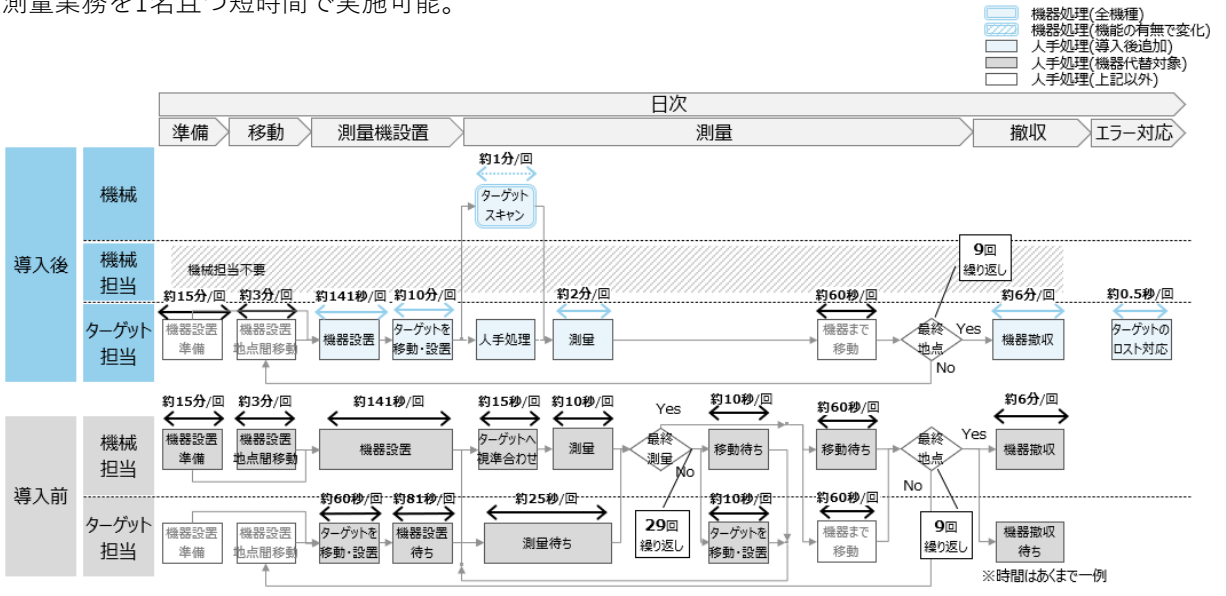 測量業務を1名且つ短時間で実施可能。
機器処理(全機種)
機器処理(機能の有無で変化)
人手処理(導入後追加)
人手処理(機器代替対象)
人手処理(上記以外)
日次
準備
移動
測量機設置
測量
撤収
エラー対応
導入後
機械
約1分/回
ターゲット
スキャン
機械
担当
機械担当不要
9回
繰り返し
ターゲット
担当
約15分/回
約3分/回
約141秒/回
約10分/回
約2分/回
約60秒/回
約6分/回
約0.5秒/回
機器設置
準備
機器設置
地点間移動
機器設置
ターゲットを
移動・設置
人手処理
測量
機器まで
移動
最終
地点
Yes
No
機器撤収
ターゲットの
ロスト対応
導入前
機械
担当
約15分/回
約3分/回
約141秒/回
約15秒/回
約10秒/回
Yes
約10秒/回
約60秒/回
約6分/回
機器設置
準備
機器設置
地点間移動
機器設置
ターゲットへ
視準合わせ
測量
最終
測量
No
移動待ち
移動待ち
最終
地点
Yes
No
機器撤収
ターゲット
担当
約60秒/回
約81秒/回
約25秒/回
29回
繰り返し
約10秒/回
約60秒/回
9回
繰り返し
機器設置
準備
機器設置
地点間移動
ターゲットを
移動・設置
機器設置
待ち
測量待ち
ターゲットを
移動・設置
機器まで
移動
機器撤収
待ち
※時間はあくまで一例